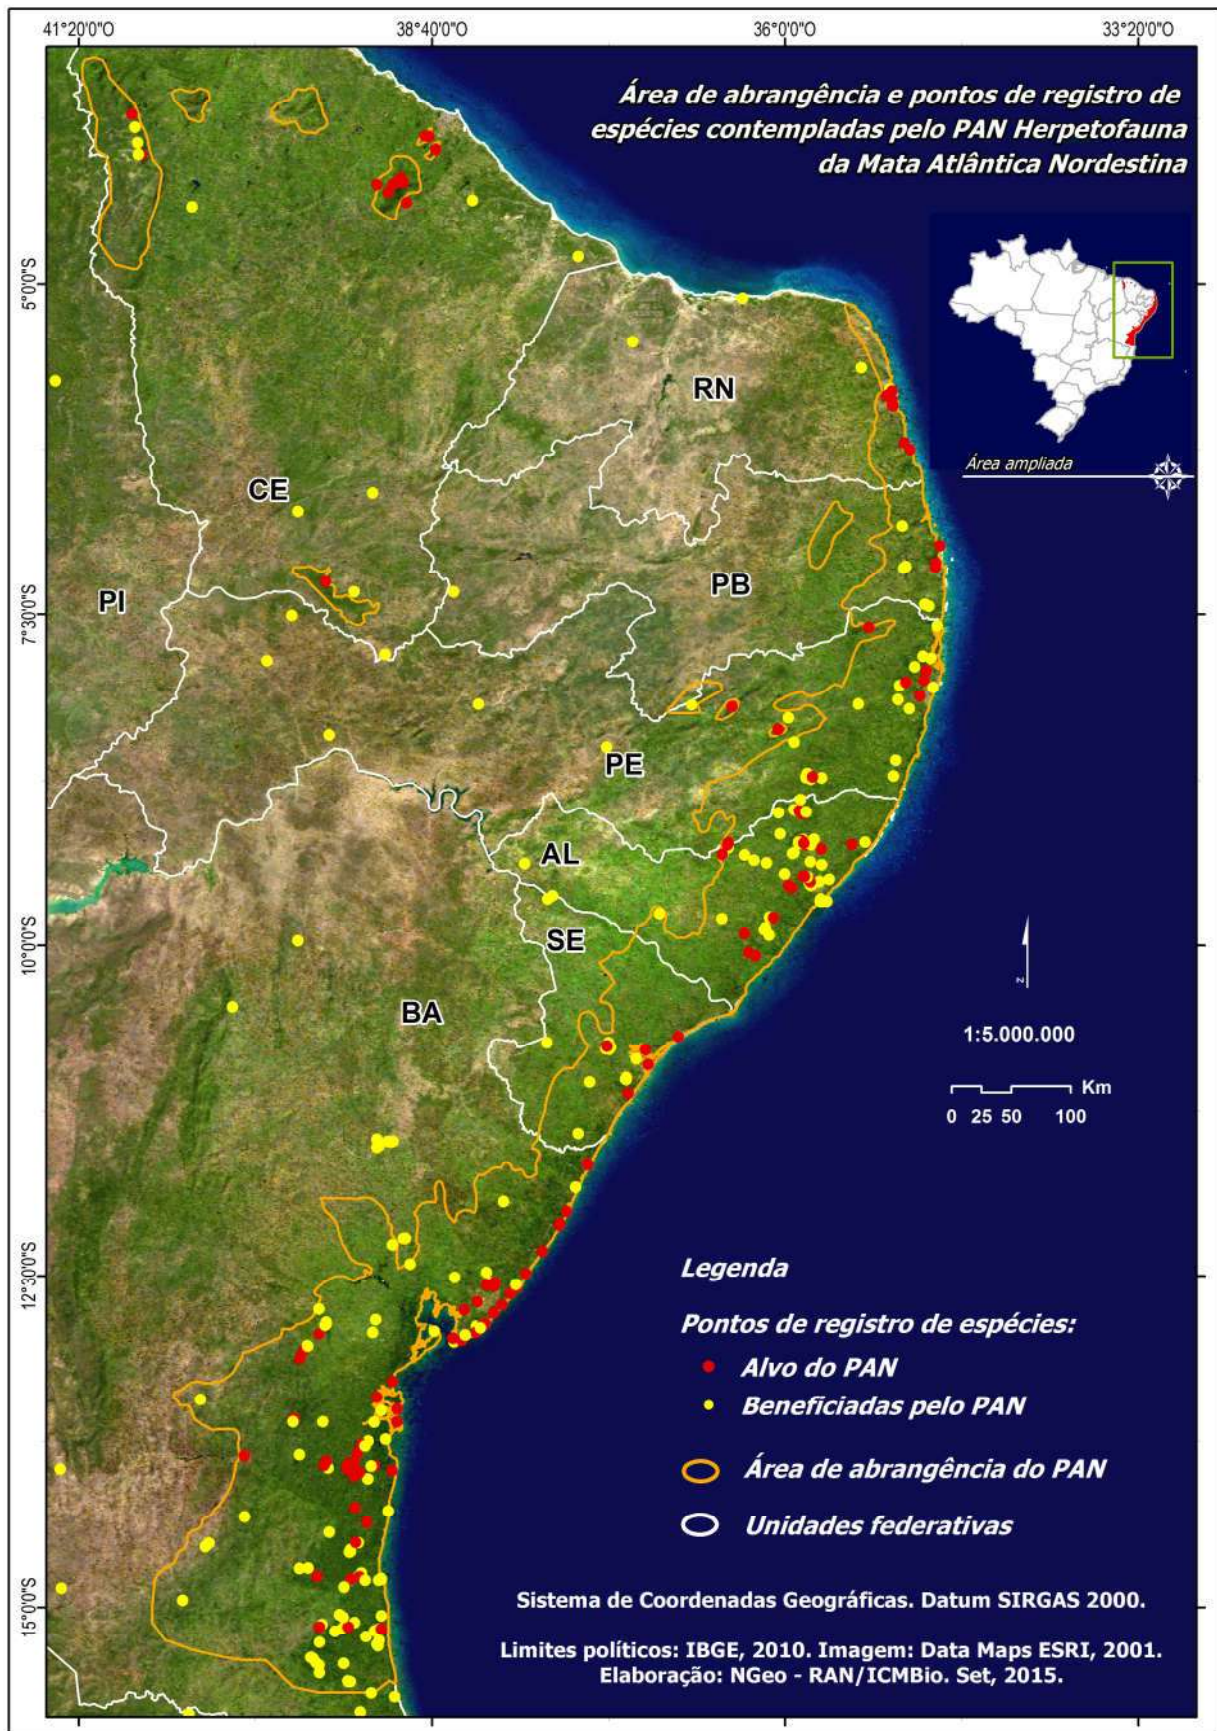 41°20'0"O 38°40'0"O 36°0'0"O 33°20'0"O
Área de abrangência e pontos de registro de
espécies contempladas pelo PAN Herpetofauna
da Mata Atlântica Nordestina
5°0'0"S
Área ampliada
RN
CE
PB
PI
7°30'0"S
PE
AL
SE
10°0'0"S
BA
z
1:5.000.000
Km
0 25 50 100
12°30'0"S
Legenda
Pontos de registro de espécies:
Alvo do PAN
Beneficiadas pelo PAN
Área de abrangência do PAN
Unidades federativas
15°0'0"S
Sistema de Coordenadas Geográficas. Datum SIRGAS 2000.
Limites políticos: IBGE, 2010. Imagem: Data Maps ESRI, 2001.
Elaboração: NGeo - RAN/ICMBio. Set, 2015.